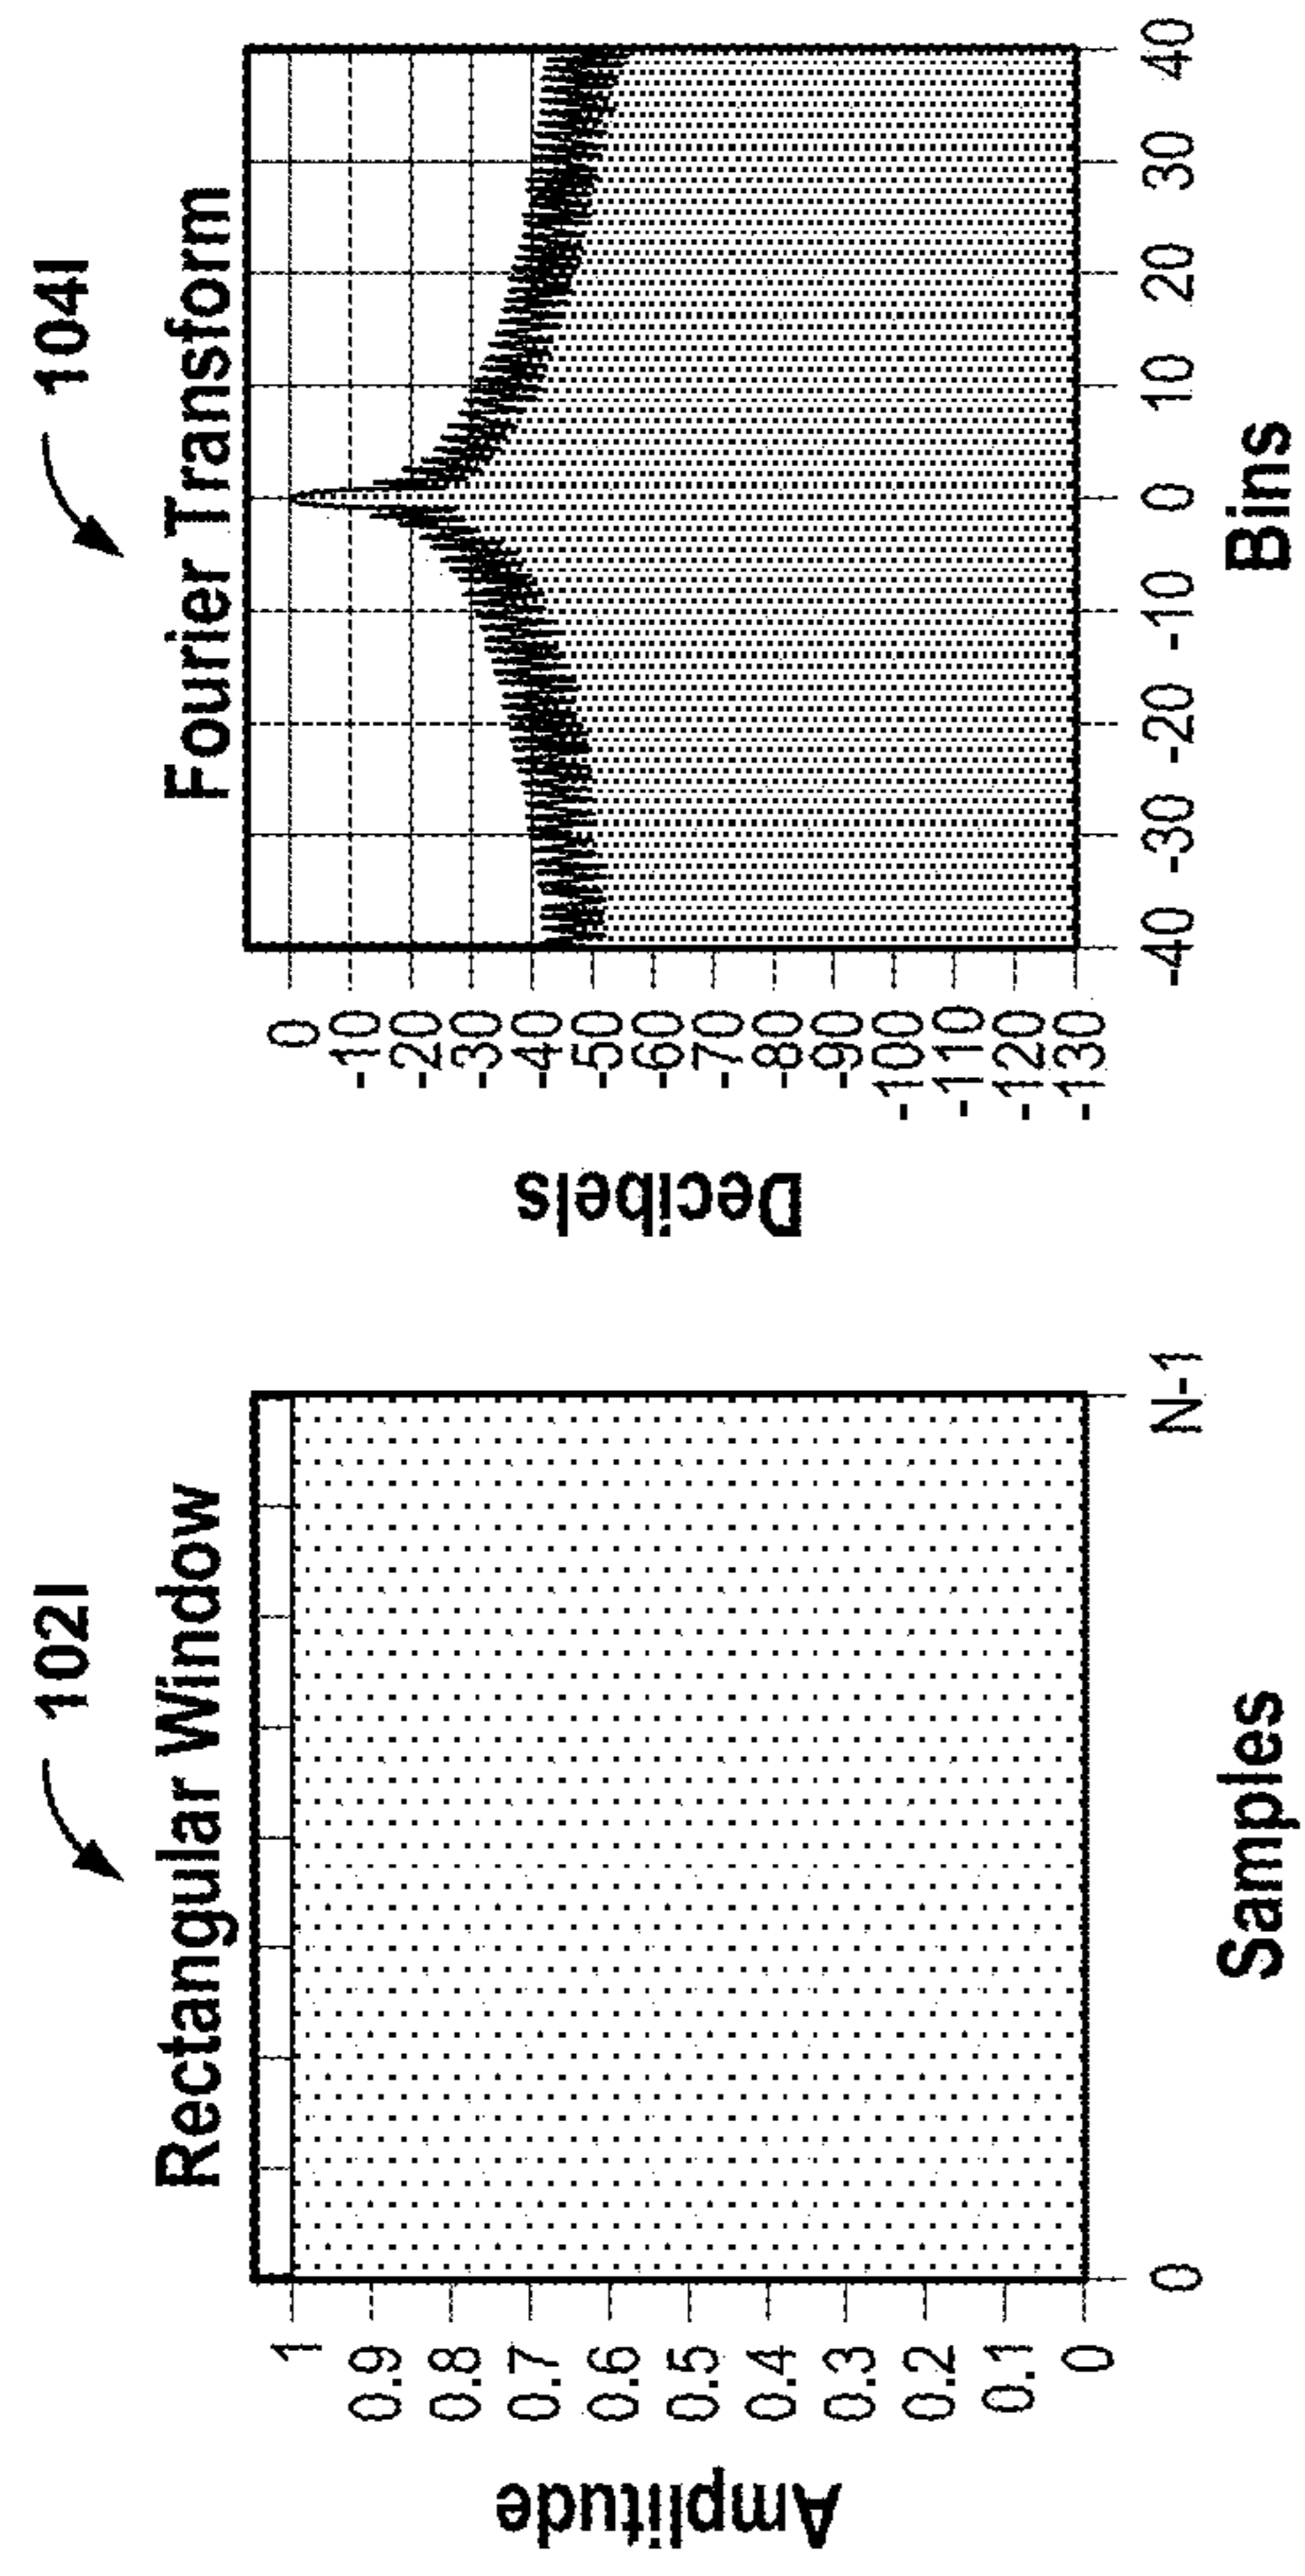 102I
Rectangular Window
Amplitude
1
0.9
0.8
0.7
0.6
0.5
0.4
0.3
0.2
0.1
0
0 N-1
Samples
104I
Fourier Transform
Decibels
0
-10
-20
-30
-40
-50
-60
-70
-80
-90
-100
-110
-120
-130
-40 -30 -20 -10 0 10 20 30 40
Bins